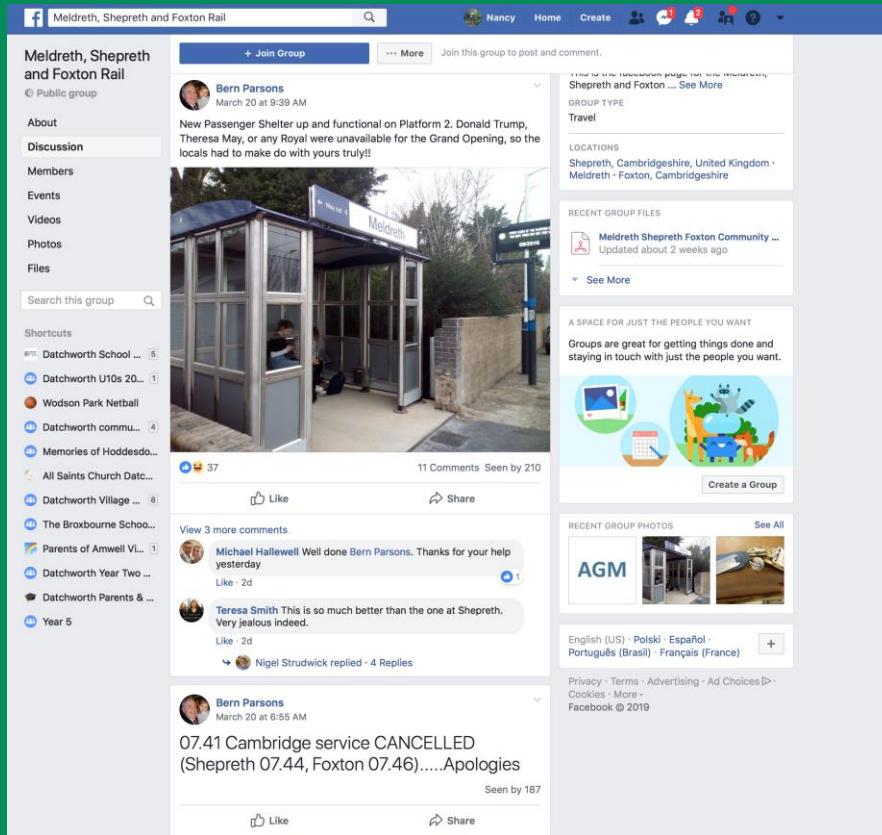 Meldreth, Shepreth and Foxton Rail
Nancy
Home
Create
1
2
Meldreth, Shepreth
and Foxton Rail
Public group
About
Discussion
Members
Events
Videos
Photos
Files
Search this group
Shortcuts
Datchworth School ... 5
Datchworth U10s 20... 1
Wodson Park Netball
Datchworth commu... 4
Memories of Hoddesdo...
All Saints Church Datc...
Datchworth Village ... 8
The Broxbourne Schoo...
Parents of Amwell Vi... 1
Datchworth Year Two ...
Datchworth Parents & ...
Year 5
+ Join Group
··· More
Join this group to post and comment.
Bern Parsons
March 20 at 9:39 AM
New Passenger Shelter up and functional on Platform 2. Donald Trump,
Theresa May, or any Royal were unavailable for the Grand Opening, so the
locals had to make do with yours truly!!
Way out
Meldreth
37
11 Comments Seen by 210
Like
Share
View 3 more comments
Michael Hallewell Well done Bern Parsons. Thanks for your help
yesterday
1
Like · 2d
Teresa Smith This is so much better than the one at Shepreth.
Very jealous indeed.
Like · 2d
Nigel Strudwick replied · 4 Replies
Bern Parsons
March 20 at 6:55 AM
07.41 Cambridge service CANCELLED
(Shepreth 07.44, Foxton 07.46).....Apologies
Seen by 187
Like
Share
This is the facebook page for the Meldreth,
Shepreth and Foxton ... See More
GROUP TYPE
Travel
LOCATIONS
Shepreth, Cambridgeshire, United Kingdom ·
Meldreth · Foxton, Cambridgeshire
RECENT GROUP FILES
Meldreth Shepreth Foxton Community ...
Updated about 2 weeks ago
See More
A SPACE FOR JUST THE PEOPLE YOU WANT
Groups are great for getting things done and
staying in touch with just the people you want.
Create a Group
RECENT GROUP PHOTOS
See All
AGM
English (US) · Polski · Español ·
Português (Brasil) · Français (France)
+
Privacy · Terms · Advertising · Ad Choices ·
Cookies · More
Facebook © 2019